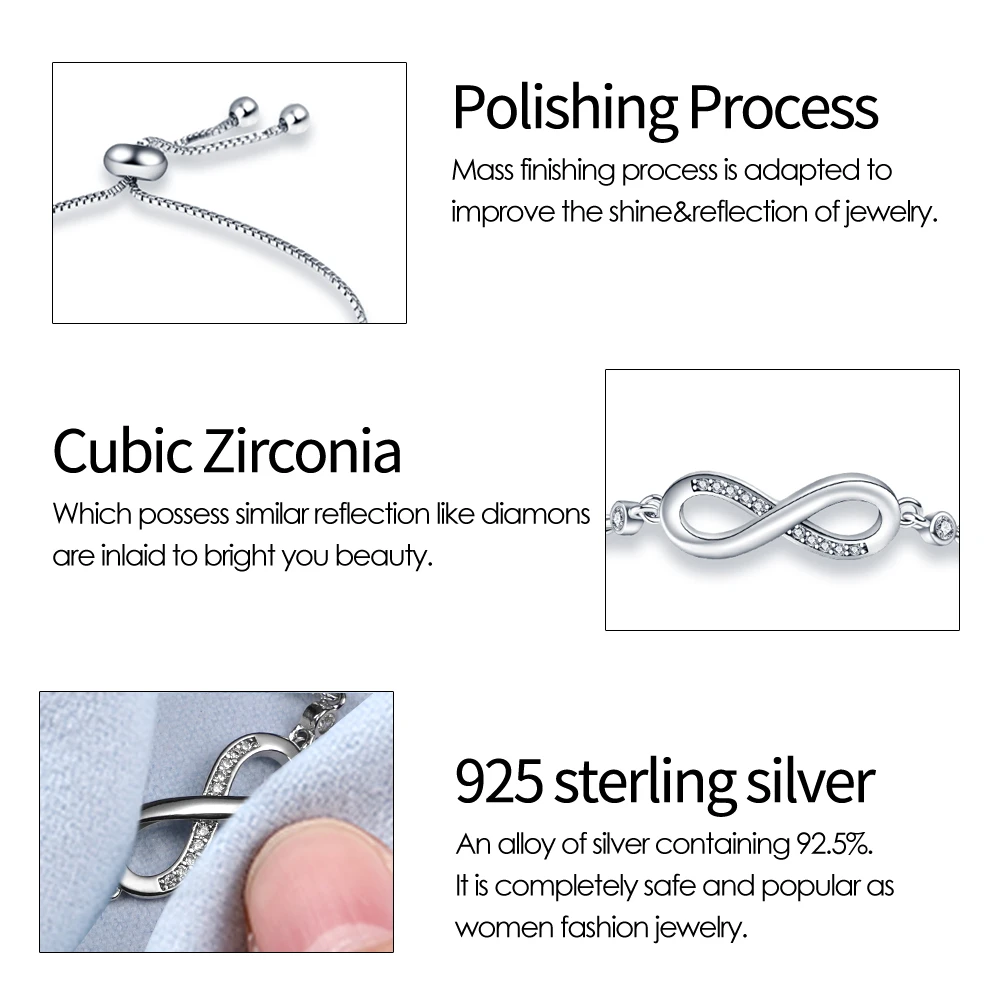 Polishing Process
Mass finishing process is adapted to
improve the shine&reflection of jewelry.
Cubic Zirconia
Which possess similar reflection like diamons
are inlaid to bright you beauty.
925 sterling silver
An alloy of silver containing 92.5%.
It is completely safe and popular as
women fashion jewelry.